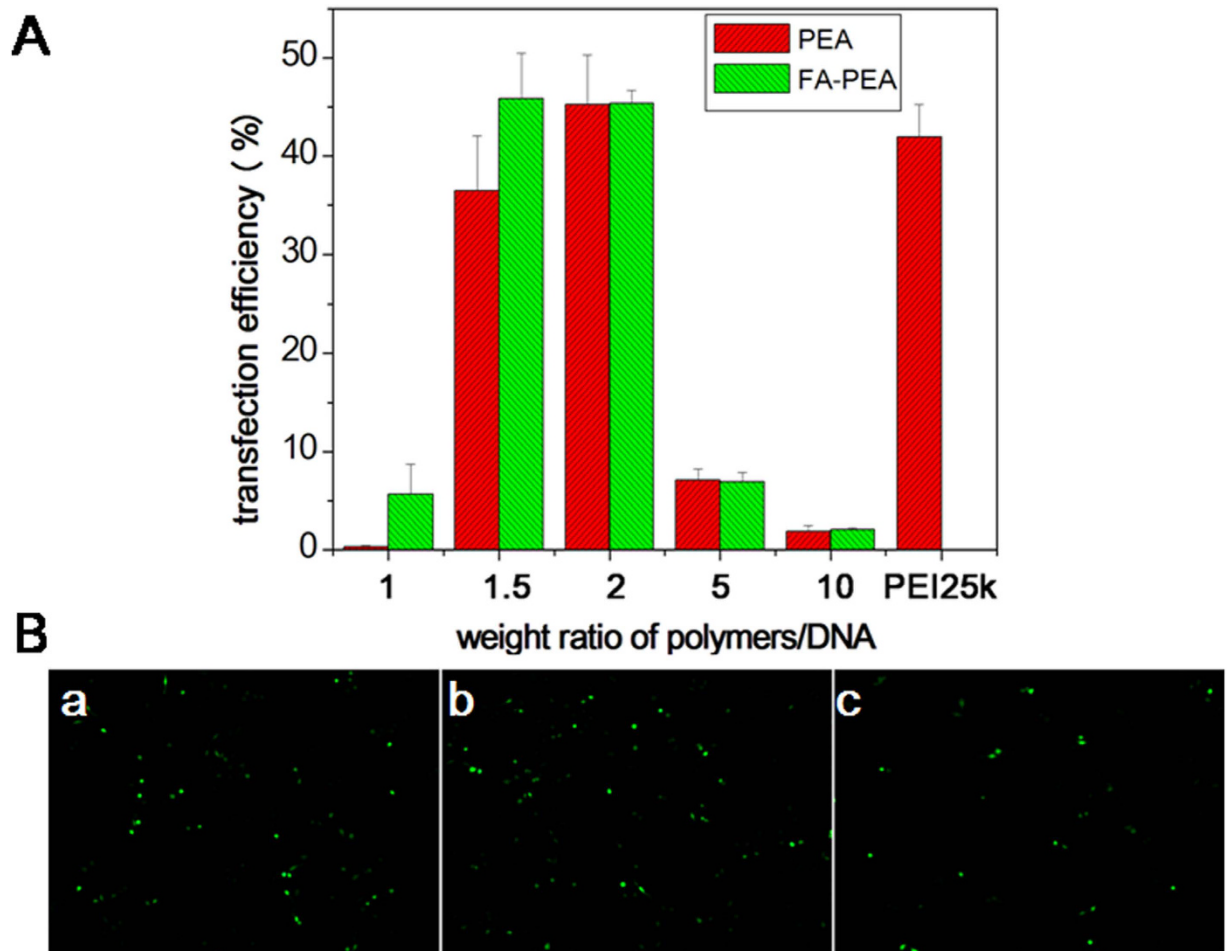 A
transfection efficiency ( %)
50
40
30
20
10
0
PEA
FA-PEA
1 1.5 2 5 10 PEI25k
weight ratio of polymers/DNA
B
a b c